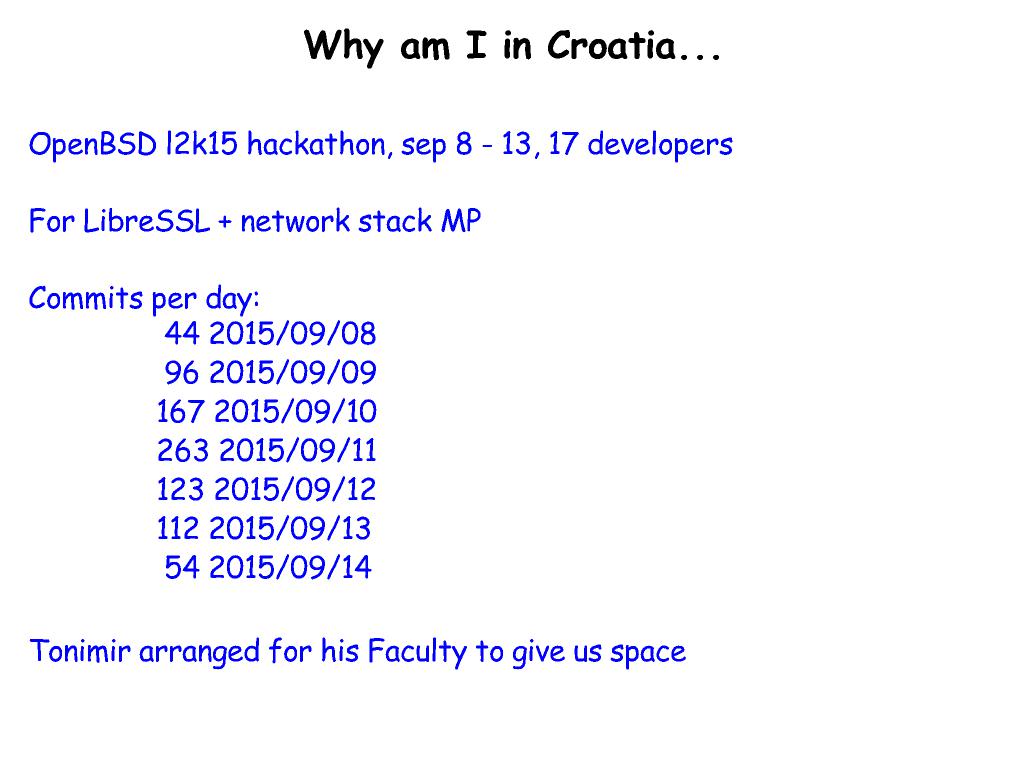 Why am I in Croatia...
OpenBSD l2k15 hackathon, sep 8 - 13, 17 developers
For LibreSSL + network stack MP
Commits per day:
44 2015/09/08
96 2015/09/09
167 2015/09/10
263 2015/09/11
123 2015/09/12
112 2015/09/13
54 2015/09/14
Tonimir arranged for his Faculty to give us space